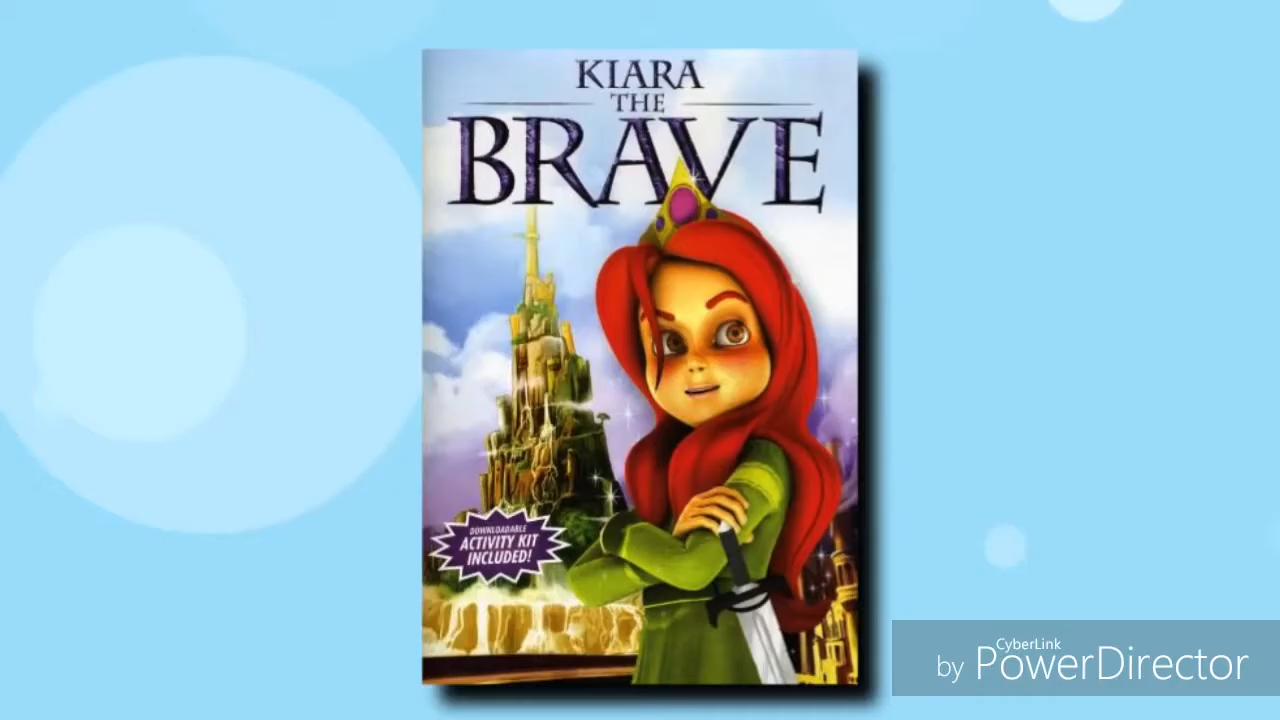 KIARA
THE
BRAVE
DOWNLOADABLE
ACTIVITY KIT
INCLUDED!
CyberLink
by PowerDirector